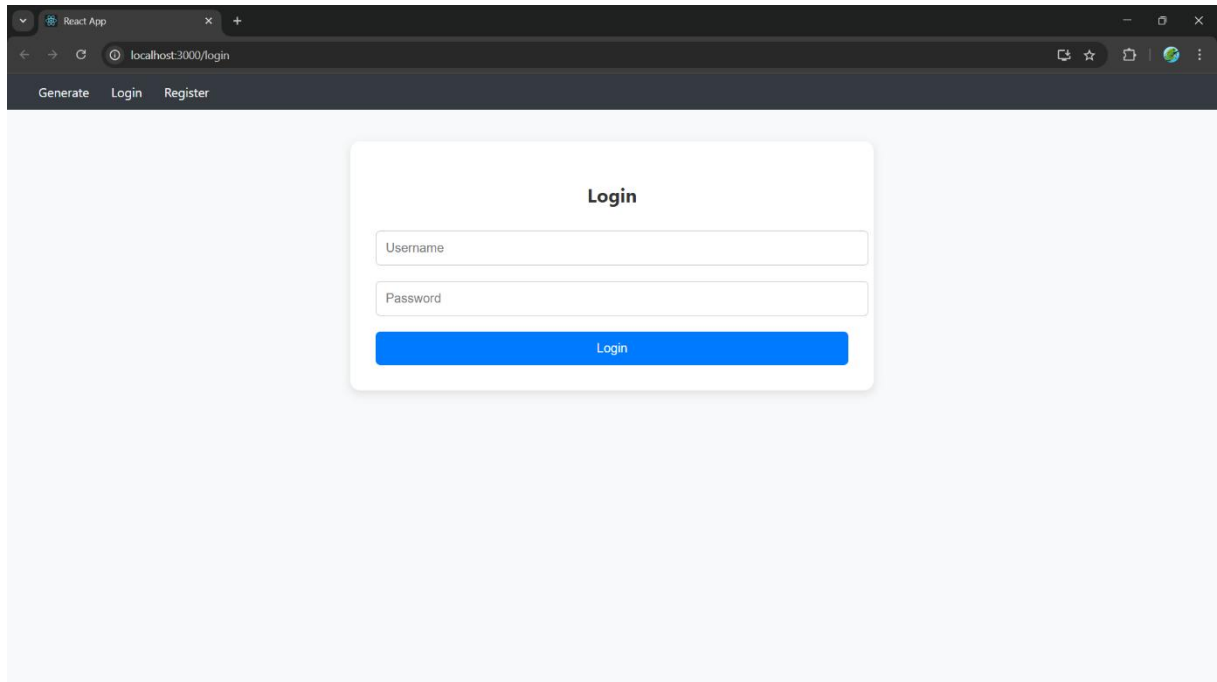 React App
localhost:3000/login
Generate Login Register
Login
Username
Password
Login